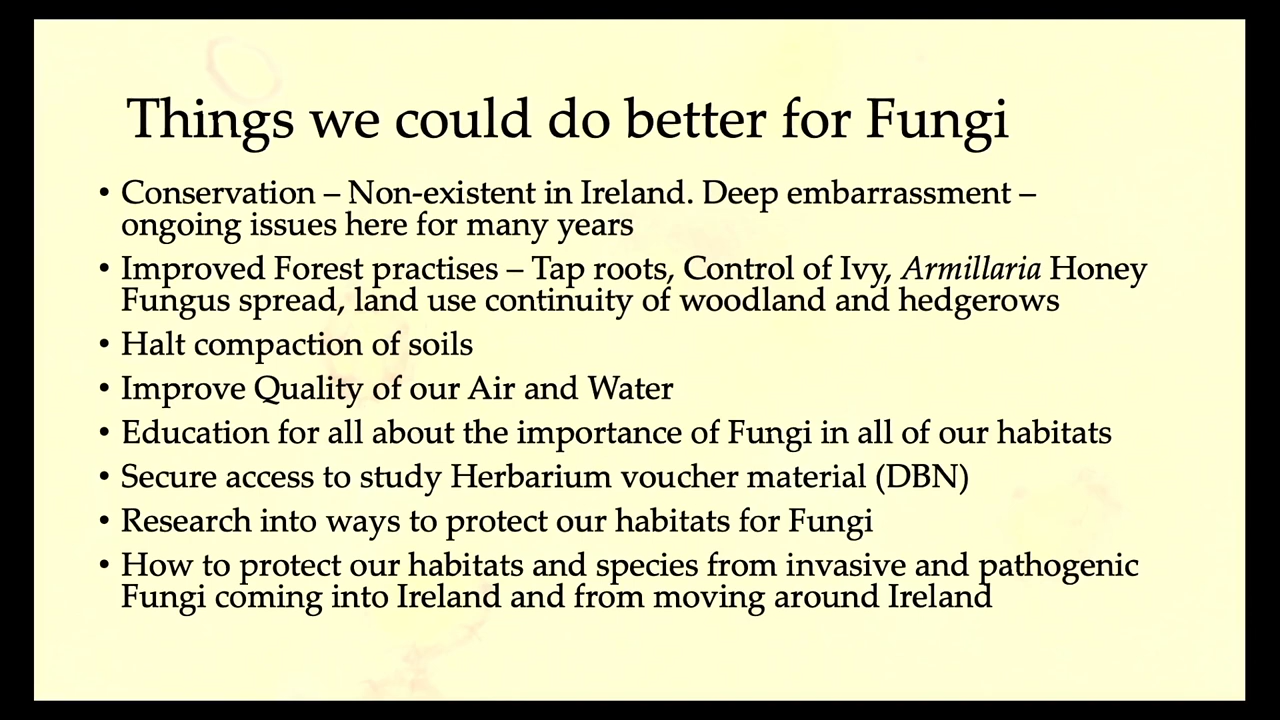 Things we could do better for Fungi
• Conservation – Non-existent in Ireland. Deep embarrassment –
ongoing issues here for many years
• Improved Forest practises – Tap roots, Control of Ivy, Armillaria Honey
Fungus spread, land use continuity of woodland and hedgerows
• Halt compaction of soils
• Improve Quality of our Air and Water
• Education for all about the importance of Fungi in all of our habitats
• Secure access to study Herbarium voucher material (DBN)
• Research into ways to protect our habitats for Fungi
• How to protect our habitats and species from invasive and pathogenic
Fungi coming into Ireland and from moving around Ireland